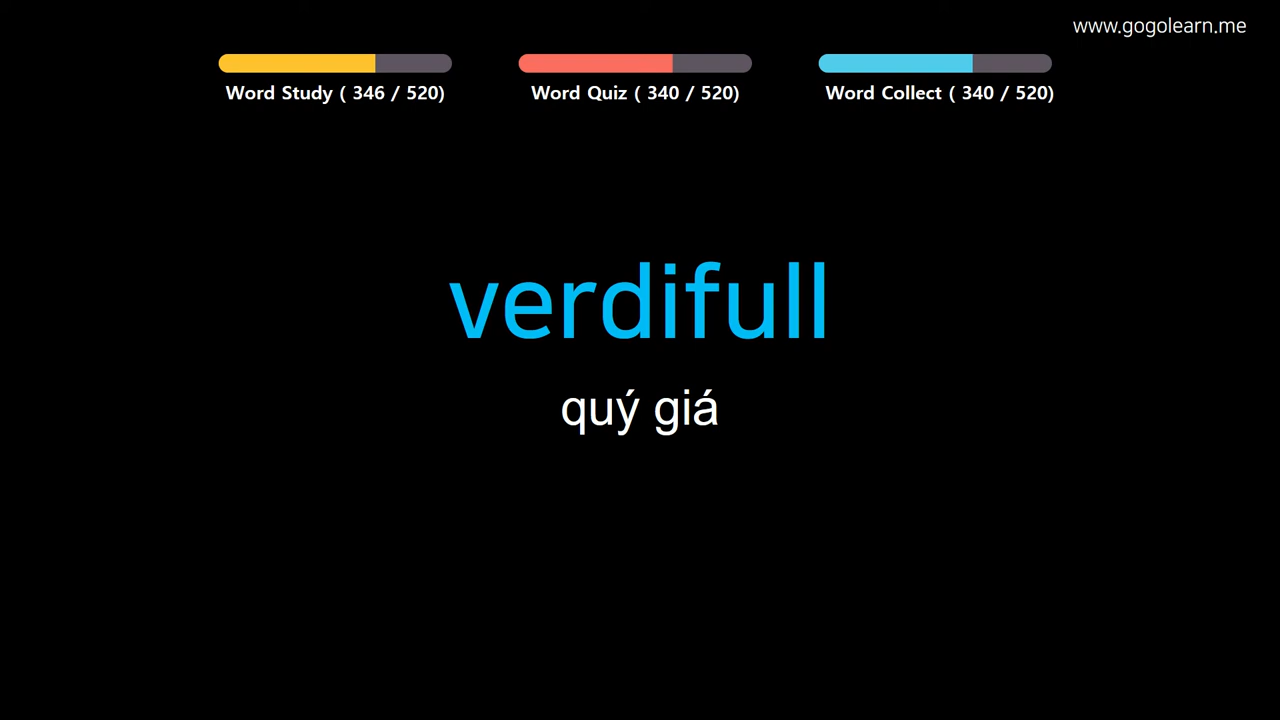 www.gogolearn.me
Word Study ( 346 / 520)
Word Quiz ( 340 / 520)
Word Collect ( 340 / 520)
verdifull
quý giá